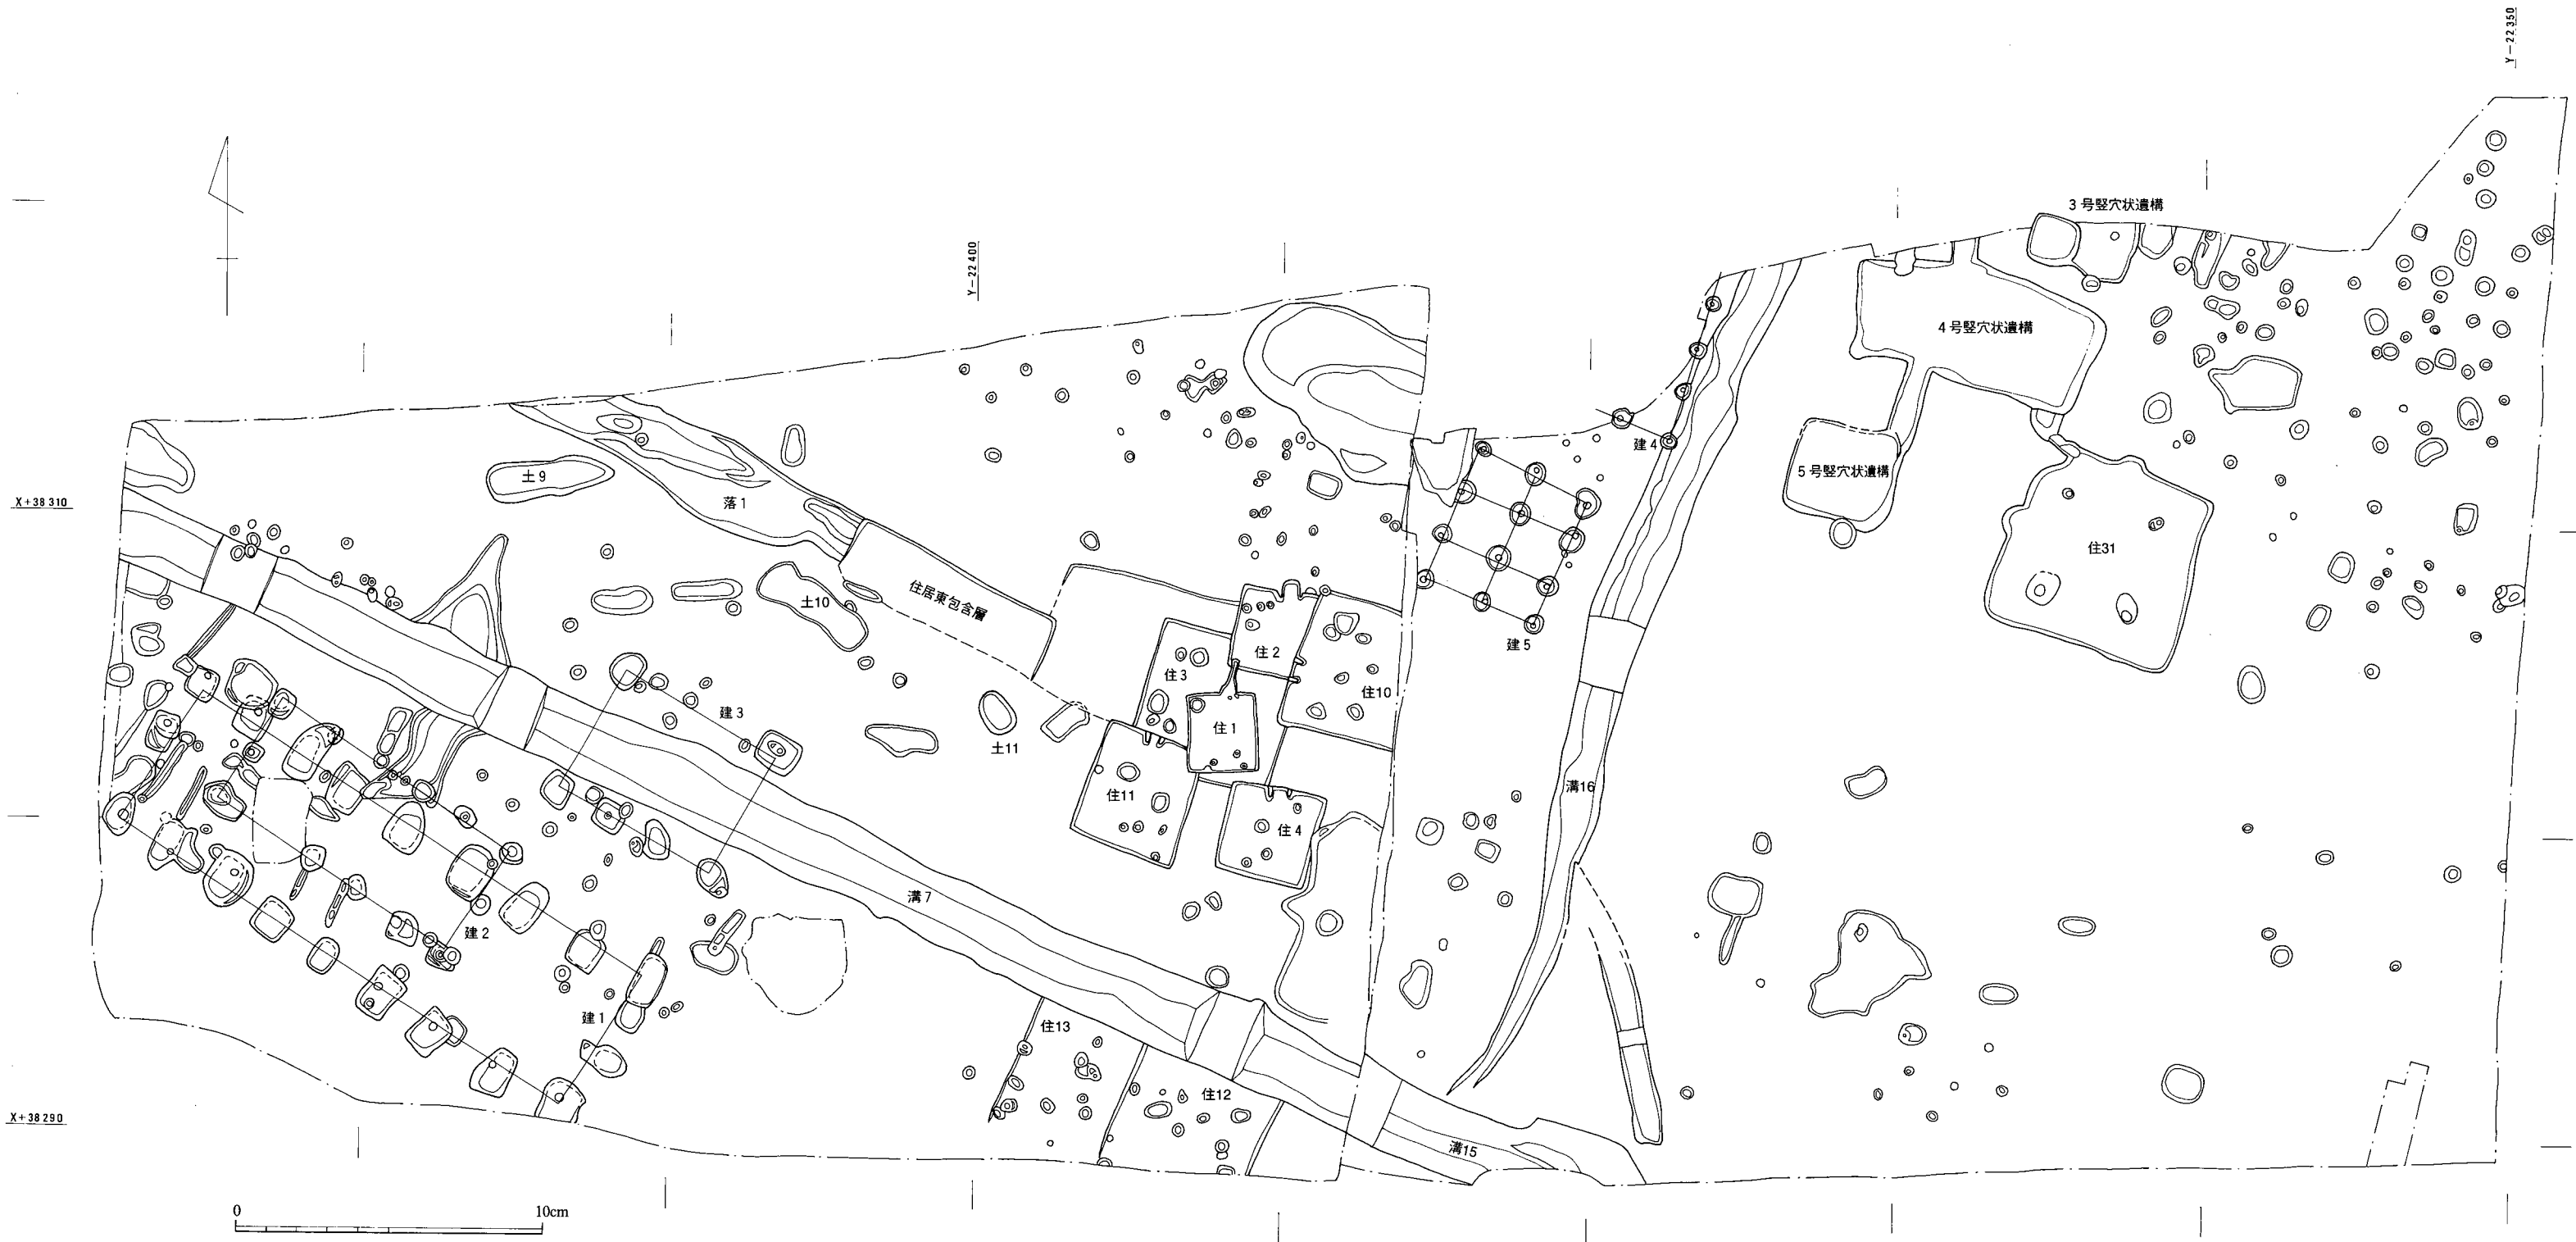 Y－22350
3号竪穴状遺構
Y－22400
4号竪穴状遺構
建4
5号竪穴状遺構
土9
X＋38310
落1
住31
住居東包含層
土10
建5
住2
住3
住10
建3
住1
土11
溝16
住11
住4
溝7
建2
建1
住13
住12
X＋38290
溝15
0
10cm